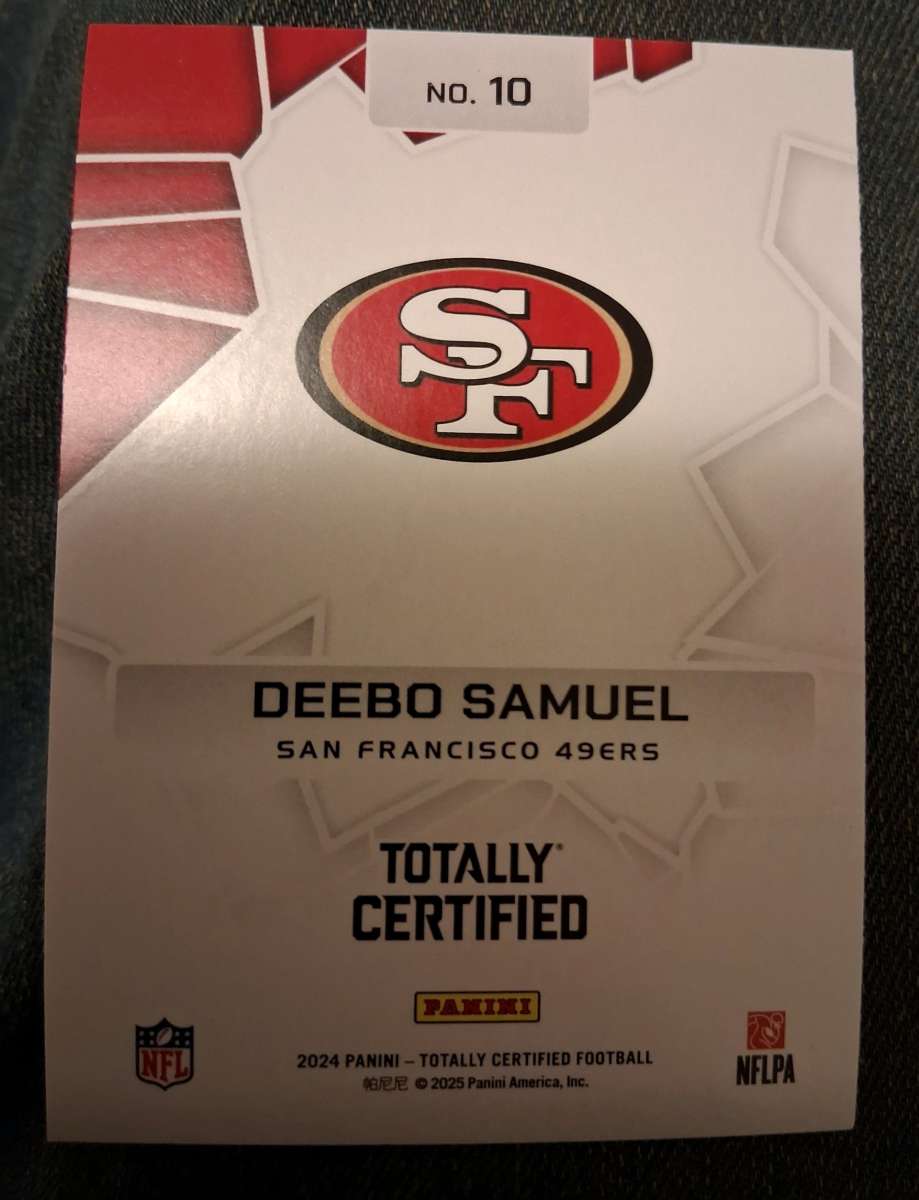 NO. 10
SF
DEEBO SAMUEL
SAN FRANCISCO 49ERS
TOTALLY
CERTIFIED
PANINI
NFL
NFLPA
2024 PANINI – TOTALLY CERTIFIED FOOTBALL
帕尼尼 © 2025 Panini America, Inc.